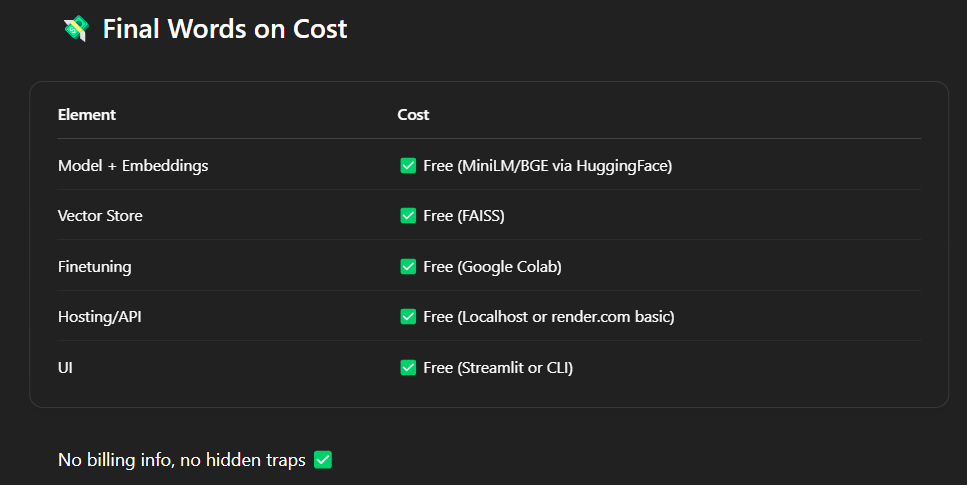 💸 Final Words on Cost
Element Cost
Model + Embeddings ✅ Free (MiniLM/BGE via HuggingFace)
Vector Store ✅ Free (FAISS)
Finetuning ✅ Free (Google Colab)
Hosting/API ✅ Free (Localhost or render.com basic)
UI ✅ Free (Streamlit or CLI)
No billing info, no hidden traps ✅